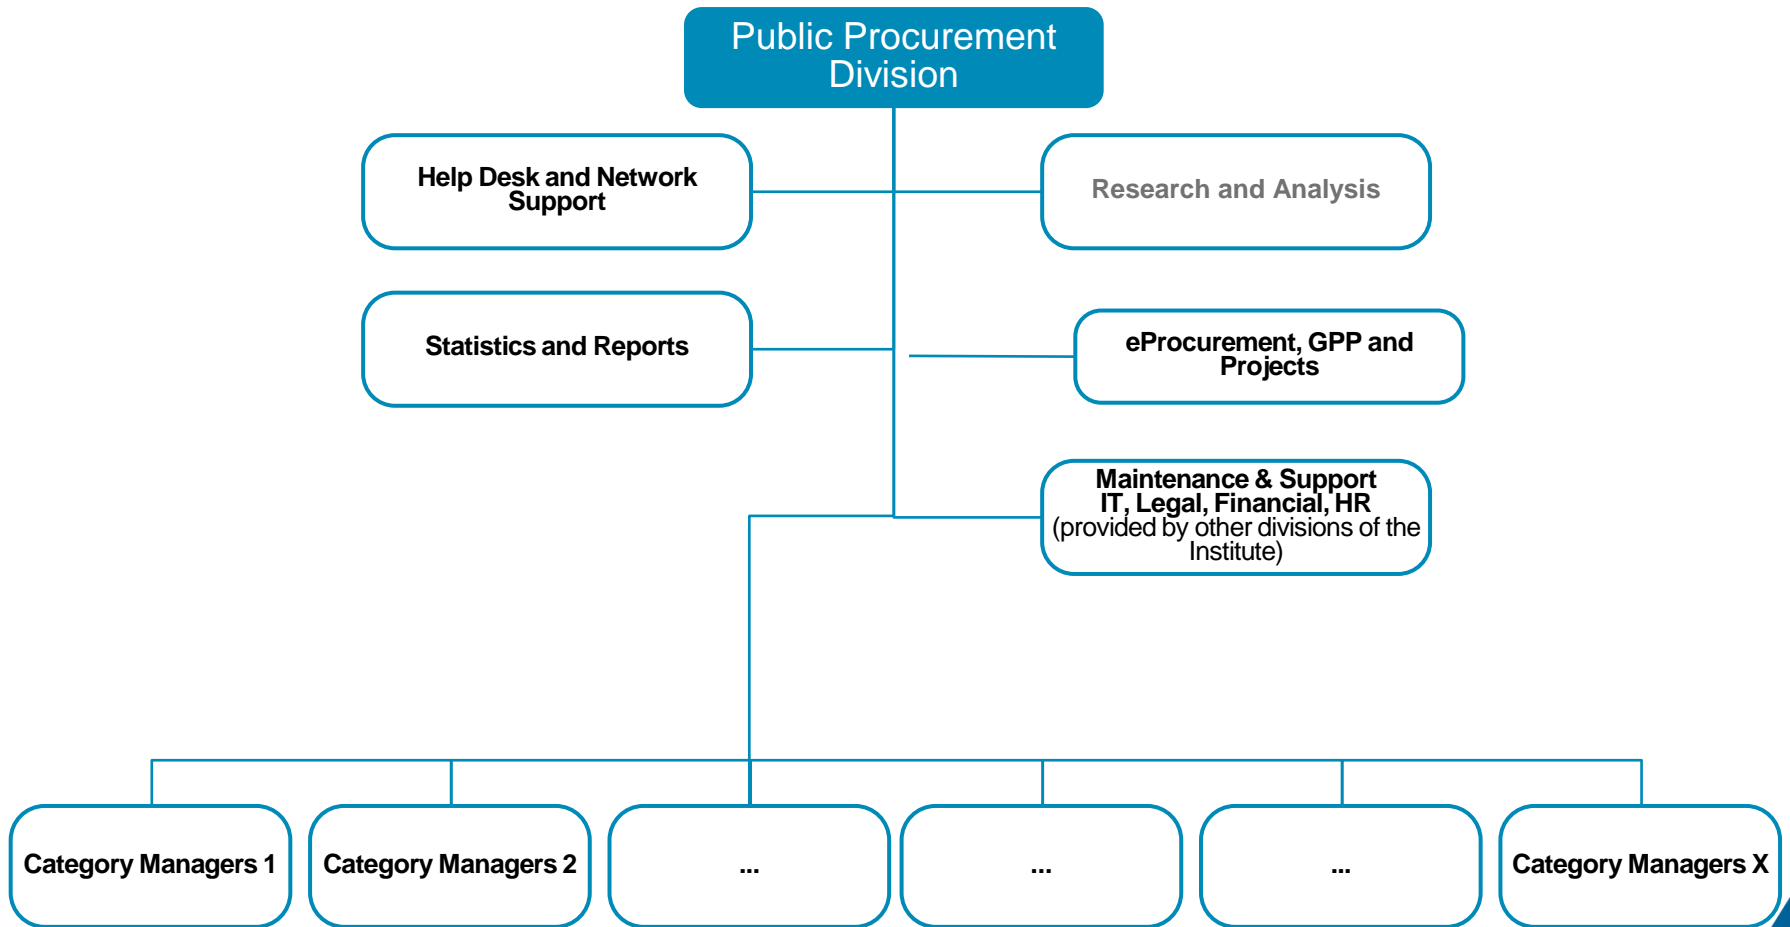 Public Procurement
Division
Help Desk and Network
Support
Research and Analysis
Statistics and Reports
eProcurement, GPP and
Projects
Maintenance & Support
IT, Legal, Financial, HR
(provided by other divisions of the
Institute)
Category Managers 1
Category Managers 2
...
...
...
Category Managers X